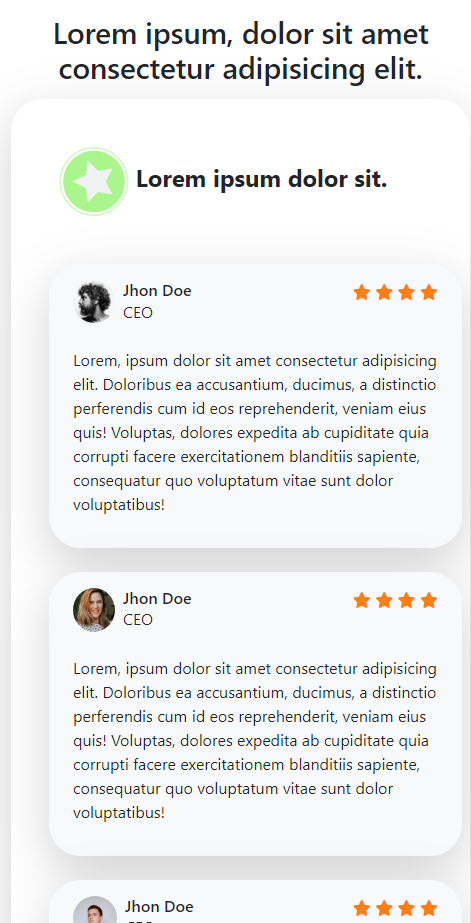 Lorem ipsum, dolor sit amet
consectetur adipisicing elit.
Lorem ipsum dolor sit.
Jhon Doe
CEO
Lorem, ipsum dolor sit amet consectetur adipisicing
elit. Doloribus ea accusantium, ducimus, a distinctio
perferendis cum id eos reprehenderit, veniam eius
quis! Voluptas, dolores expedita ab cupiditate quia
corrupti facere exercitationem blanditiis sapiente,
consequatur quo voluptatum vitae sunt dolor
voluptatibus!
Jhon Doe
CEO
Lorem, ipsum dolor sit amet consectetur adipisicing
elit. Doloribus ea accusantium, ducimus, a distinctio
perferendis cum id eos reprehenderit, veniam eius
quis! Voluptas, dolores expedita ab cupiditate quia
corrupti facere exercitationem blanditiis sapiente,
consequatur quo voluptatum vitae sunt dolor
voluptatibus!
Jhon Doe